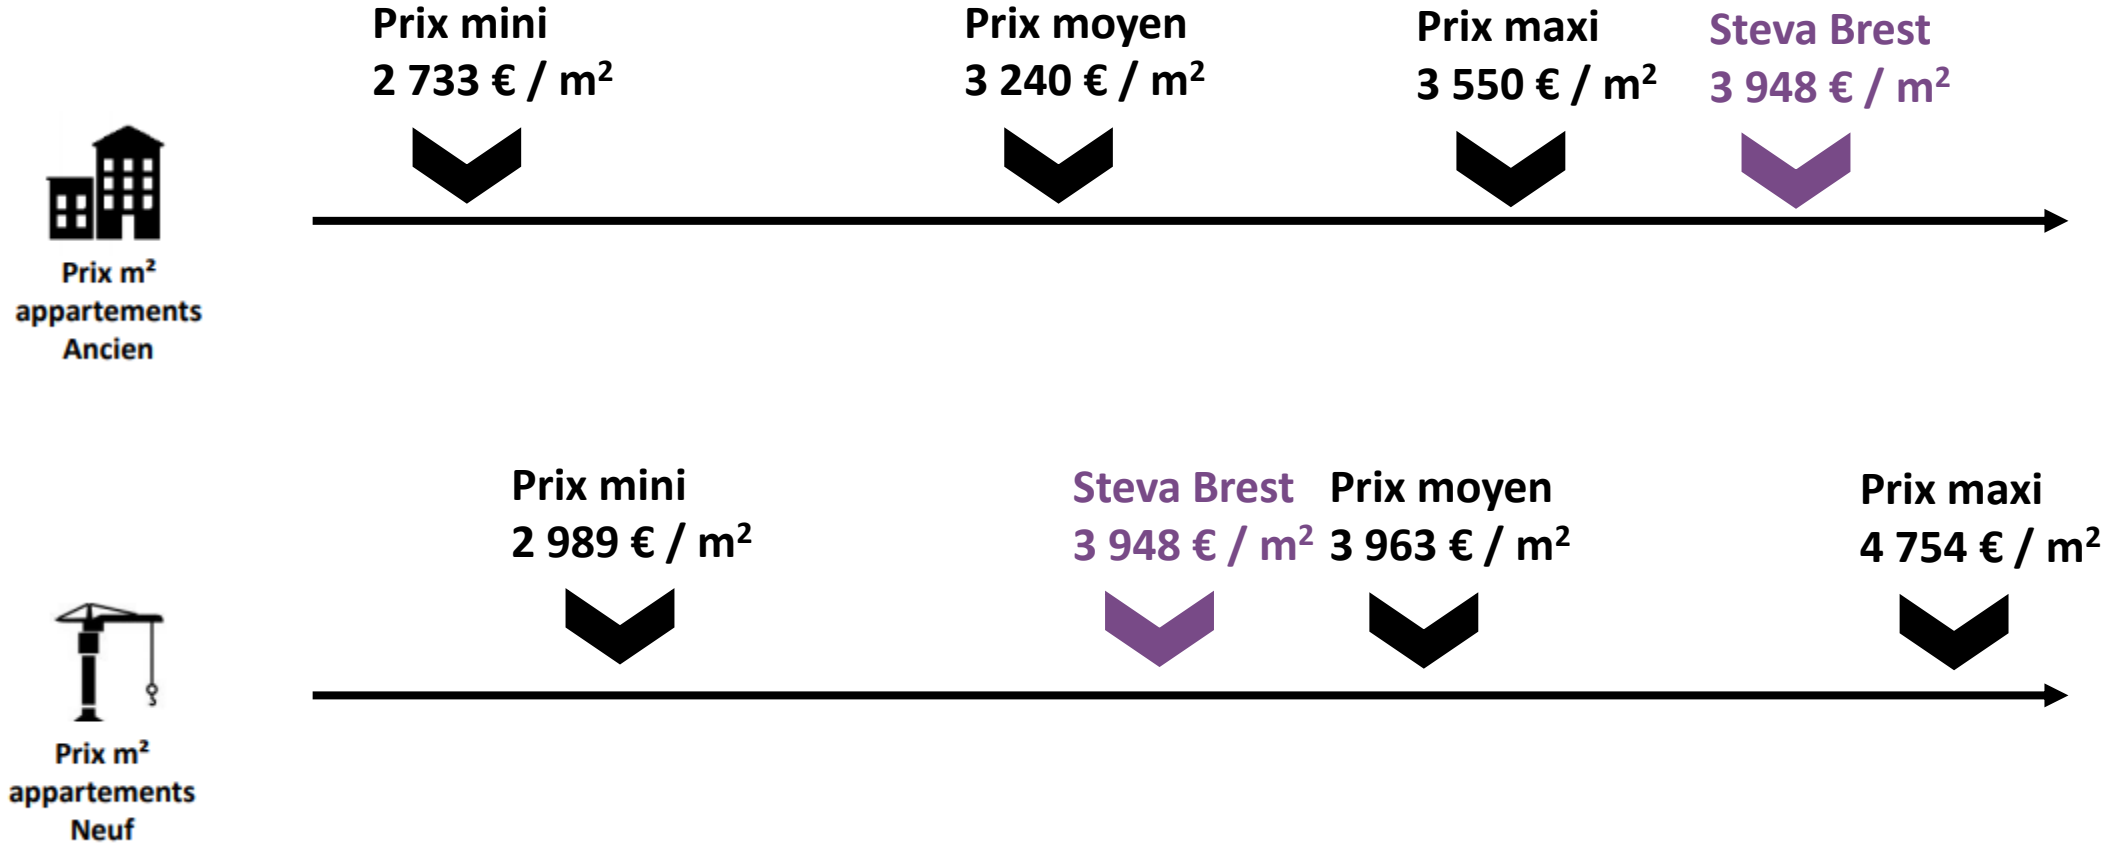 Prix mini
2 733 € / m²
Prix moyen
3 240 € / m²
Prix maxi
3 550 € / m²
Steva Brest
3 948 € / m²
Prix m²
appartements
Ancien
Prix mini
2 989 € / m²
Steva Brest
3 948 € / m²
Prix moyen
3 963 € / m²
Prix maxi
4 754 € / m²
Prix m²
appartements
Neuf